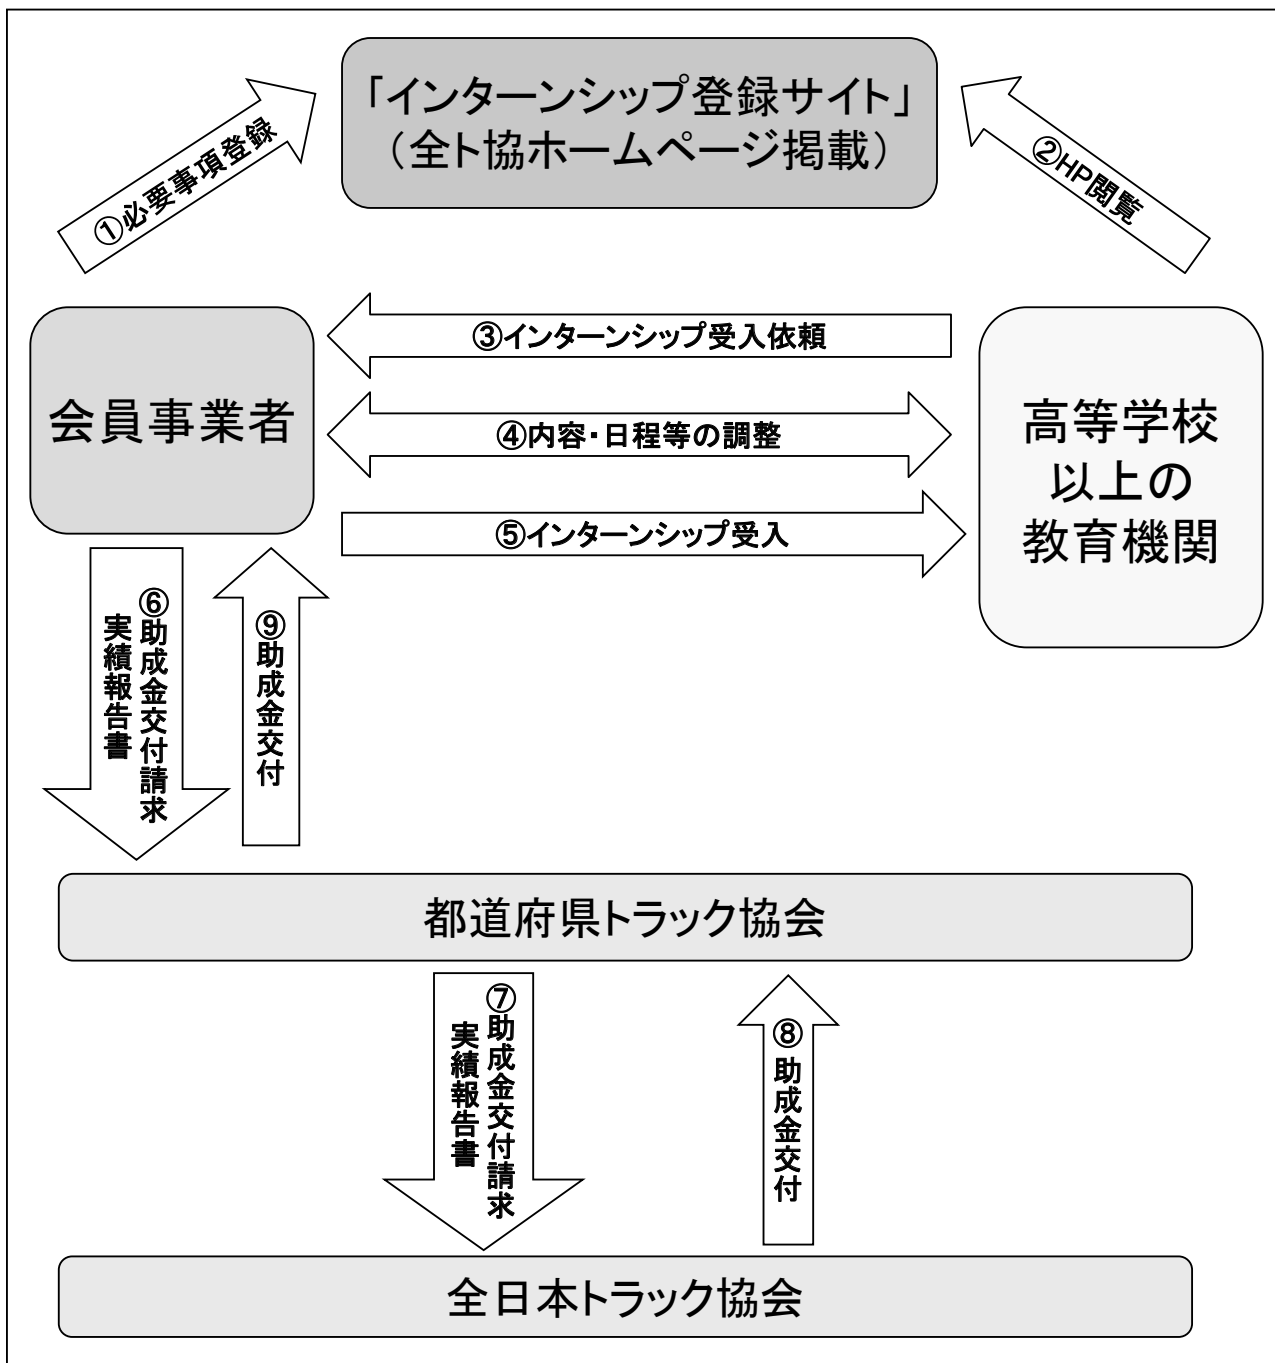 「インターンシップ登録サイト」
（全ト協ホームページ掲載）
①必要事項登録
②HP閲覧
③インターンシップ受入依頼
会員事業者
④内容・日程等の調整
高等学校
以上の
教育機関
⑤インターンシップ受入
⑥助成金交付請求
実績報告書
⑨助成金交付
都道府県トラック協会
⑦助成金交付請求
実績報告書
⑧助成金交付
全日本トラック協会